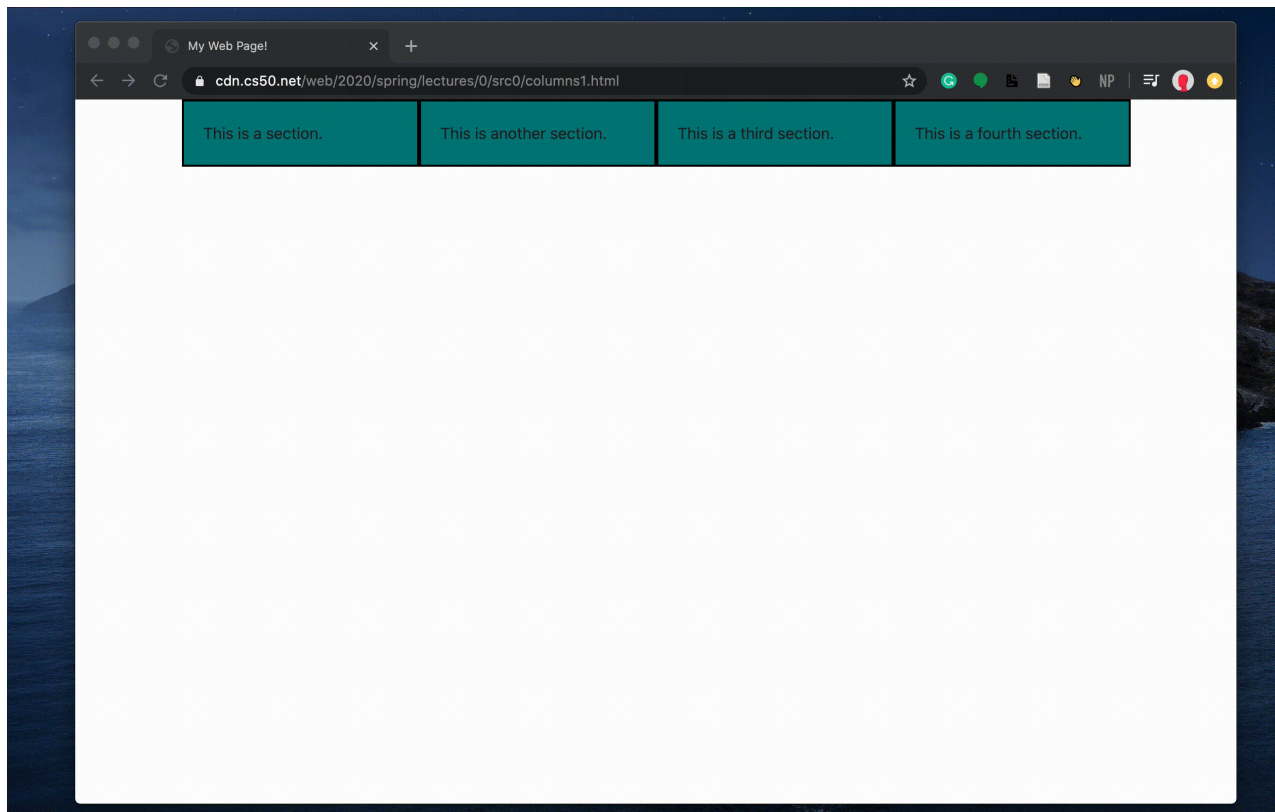 My Web Page!
cdn.cs50.net/web/2020/spring/lectures/0/src0/columns1.html
NP
This is a section. This is another section. This is a third section. This is a fourth section.